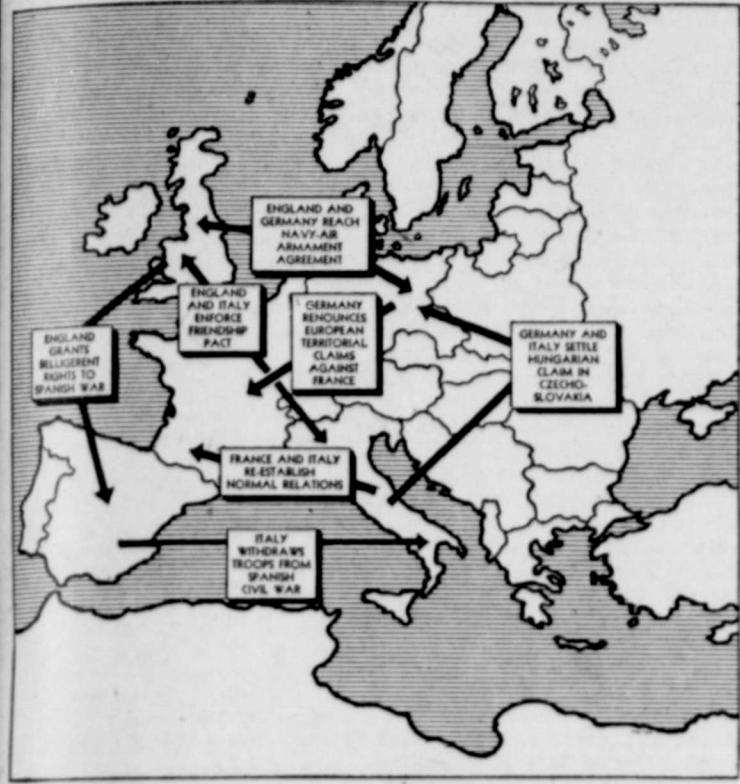 ENGLAND AND
GERMANY REACH
NAVY-AIR
ARMAMENT
AGREEMENT
ENGLAND
AND ITALY
ENFORCE
FRIENDSHIP
PACT
GERMANY
RENOUNCES
EUROPEAN
TERRITORIAL
CLAIMS
AGAINST
FRANCE
ENGLAND
GRANTS
BELLIGERENT
RIGHTS TO
SPANISH WAR
GERMANY AND
ITALY SETTLE
HUNGARIAN
CLAIM IN
CZECHO-
SLOVAKIA
FRANCE AND ITALY
RE-ESTABLISH
NORMAL RELATIONS
ITALY
WITHDRAWS
TROOPS FROM
SPANISH
CIVIL WAR